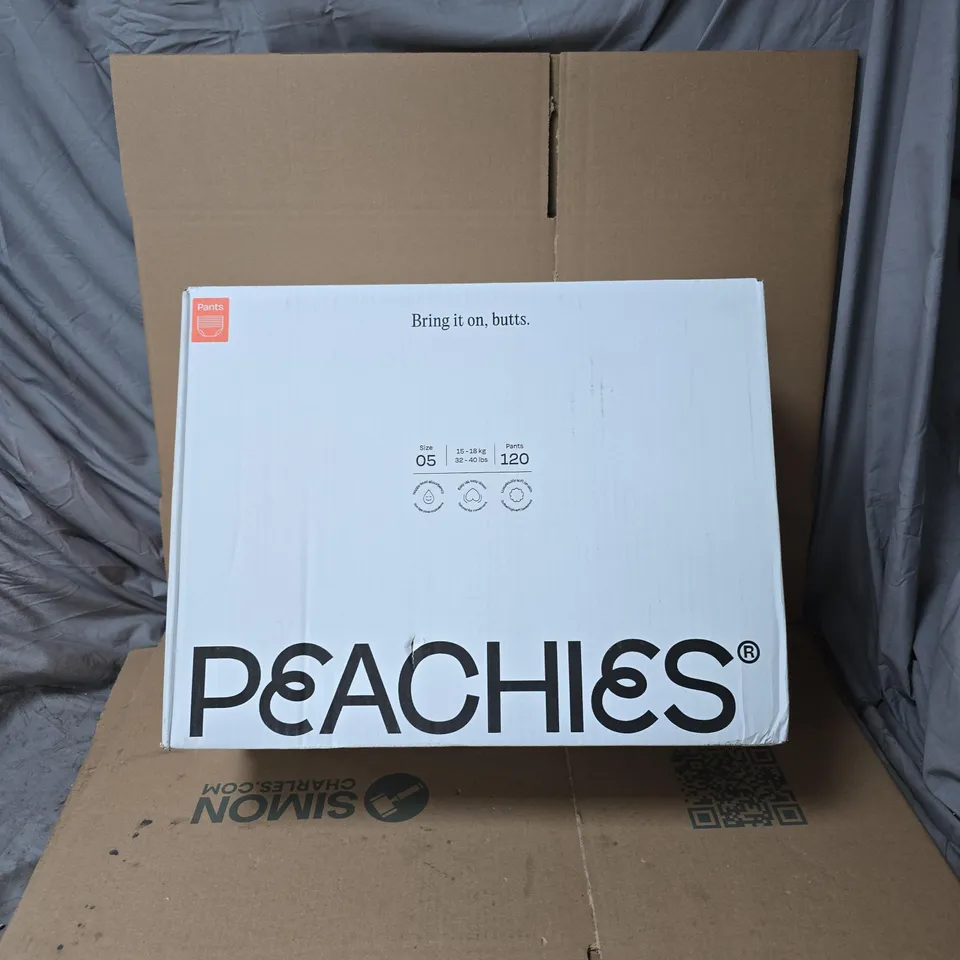 Pants
Bring it on, butts.
Size
05
15 - 18 kg
32 - 40 lbs
Pants
120
PEACHIES®
SIMON
CHARLES.COM